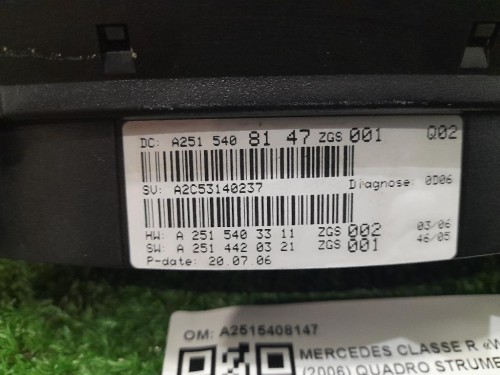 DC: A251 540 81 47 ZGS 001 Q02
SV: A2C53140237 Diagnose: 0D06
HW: A 251 540 33 11 ZGS 002 03/06
SW: A 251 442 03 21 ZGS 001 46/05
P-date: 20.07.06
OM: A2515408147
MERCEDES CLASSE R «W
(2006) QUADRO STRUME